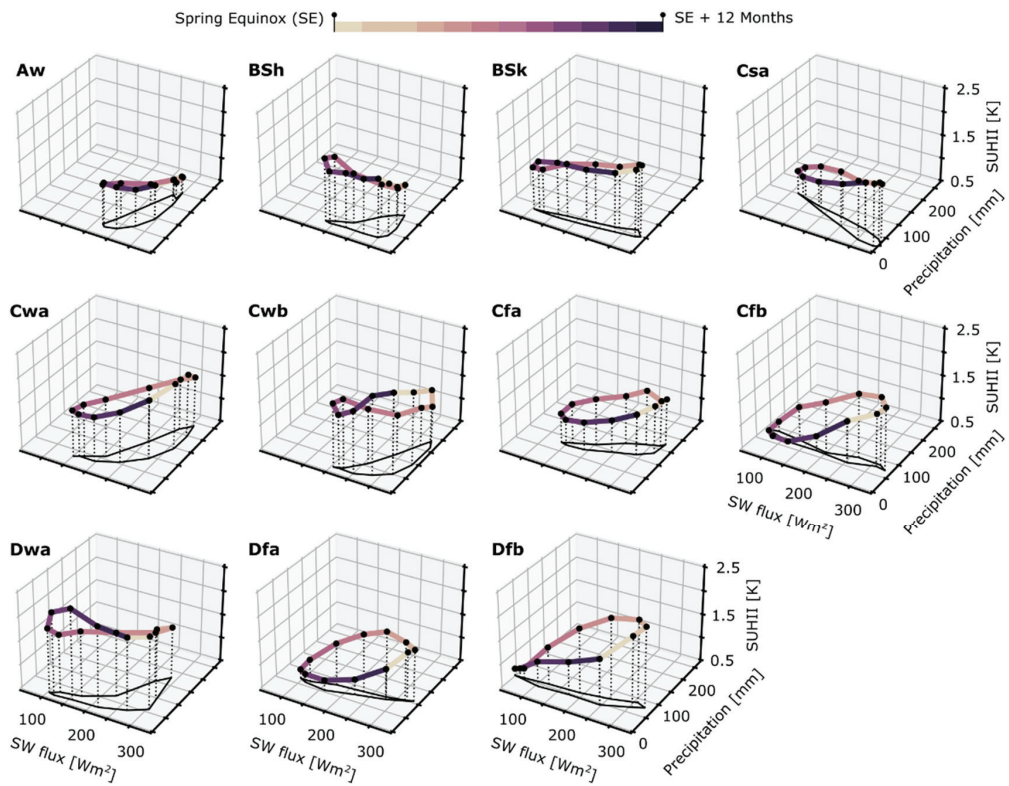 Spring Equinox (SE) SE + 12 Months
Aw BSh BSk Csa
2.5
1.5
0.5
SUHII [K]
200
100
0
Precipitation [mm]
Cwa Cwb Cfa Cfb
2.5
1.5
0.5
SUHII [K]
200
100
0
Precipitation [mm]
100
200
300
SW flux [Wm²]
Dwa Dfa Dfb
2.5
1.5
0.5
SUHII [K]
200
100
0
Precipitation [mm]
100
200
300
SW flux [Wm²]
100
200
300
SW flux [Wm²]
100
200
300
SW flux [Wm²]